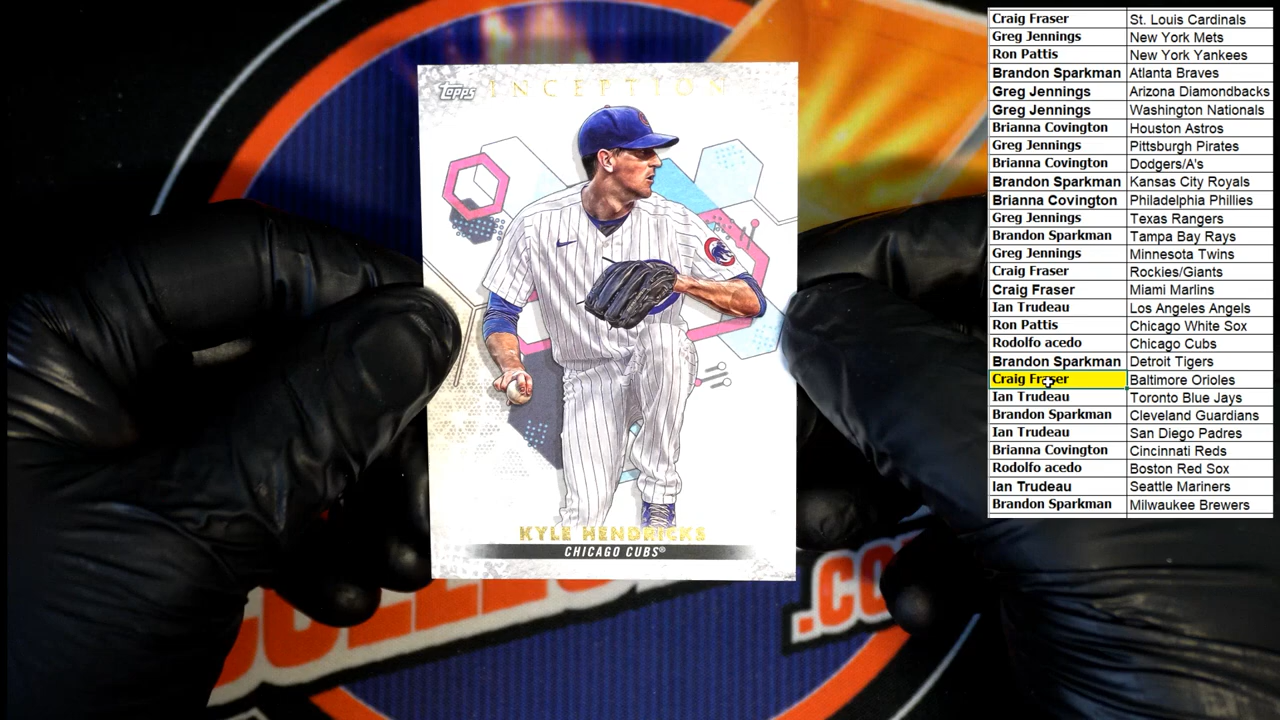 Topps INCEPTION
KYLE HENDRICKS
CHICAGO CUBS®
.CO
Craig Fraser St. Louis Cardinals
Greg Jennings New York Mets
Ron Pattis New York Yankees
Brandon Sparkman Atlanta Braves
Greg Jennings Arizona Diamondbacks
Greg Jennings Washington Nationals
Brianna Covington Houston Astros
Greg Jennings Pittsburgh Pirates
Brianna Covington Dodgers/A's
Brandon Sparkman Kansas City Royals
Brianna Covington Philadelphia Phillies
Greg Jennings Texas Rangers
Brandon Sparkman Tampa Bay Rays
Greg Jennings Minnesota Twins
Craig Fraser Rockies/Giants
Craig Fraser Miami Marlins
Ian Trudeau Los Angeles Angels
Ron Pattis Chicago White Sox
Rodolfo acedo Chicago Cubs
Brandon Sparkman Detroit Tigers
Craig Fraser Baltimore Orioles
Ian Trudeau Toronto Blue Jays
Brandon Sparkman Cleveland Guardians
Ian Trudeau San Diego Padres
Brianna Covington Cincinnati Reds
Rodolfo acedo Boston Red Sox
Ian Trudeau Seattle Mariners
Brandon Sparkman Milwaukee Brewers